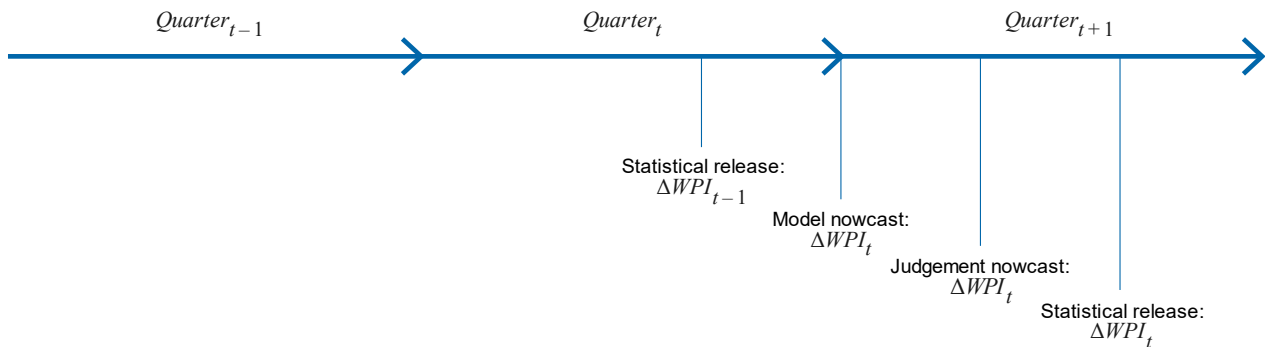 Quarter_{t – 1}
Quarter_t
Quarter_{t + 1}
Statistical release:
ΔWPI_{t – 1}
Model nowcast:
ΔWPI_t
Judgement nowcast:
ΔWPI_t
Statistical release:
ΔWPI_t